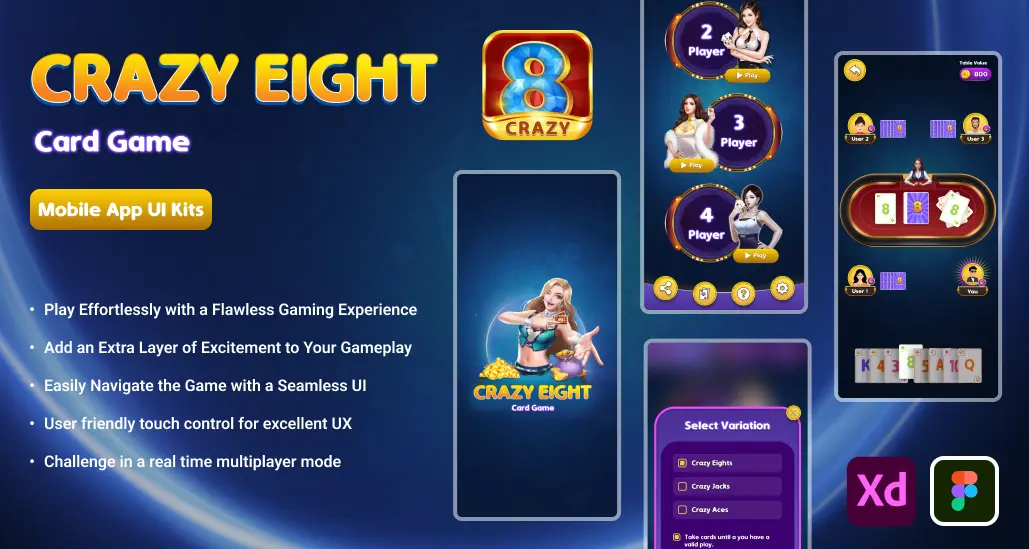 CRAZY EIGHT
Card Game
Mobile App UI Kits
• Play Effortlessly with a Flawless Gaming Experience
• Add an Extra Layer of Excitement to Your Gameplay
• Easily Navigate the Game with a Seamless UI
• User friendly touch control for excellent UX
• Challenge in a real time multiplayer mode
8
CRAZY
CRAZY EIGHT
Card Game
2
Player
Play
3
Player
Play
4
Player
Play
Select Variation
Crazy Eights
Crazy Jacks
Crazy Aces
Take cards until a you have a
valid play.
Table Value
800
User 2
User 3
8 8 8
User 1
You
K 4 3 8 5 A 10 Q
Xd